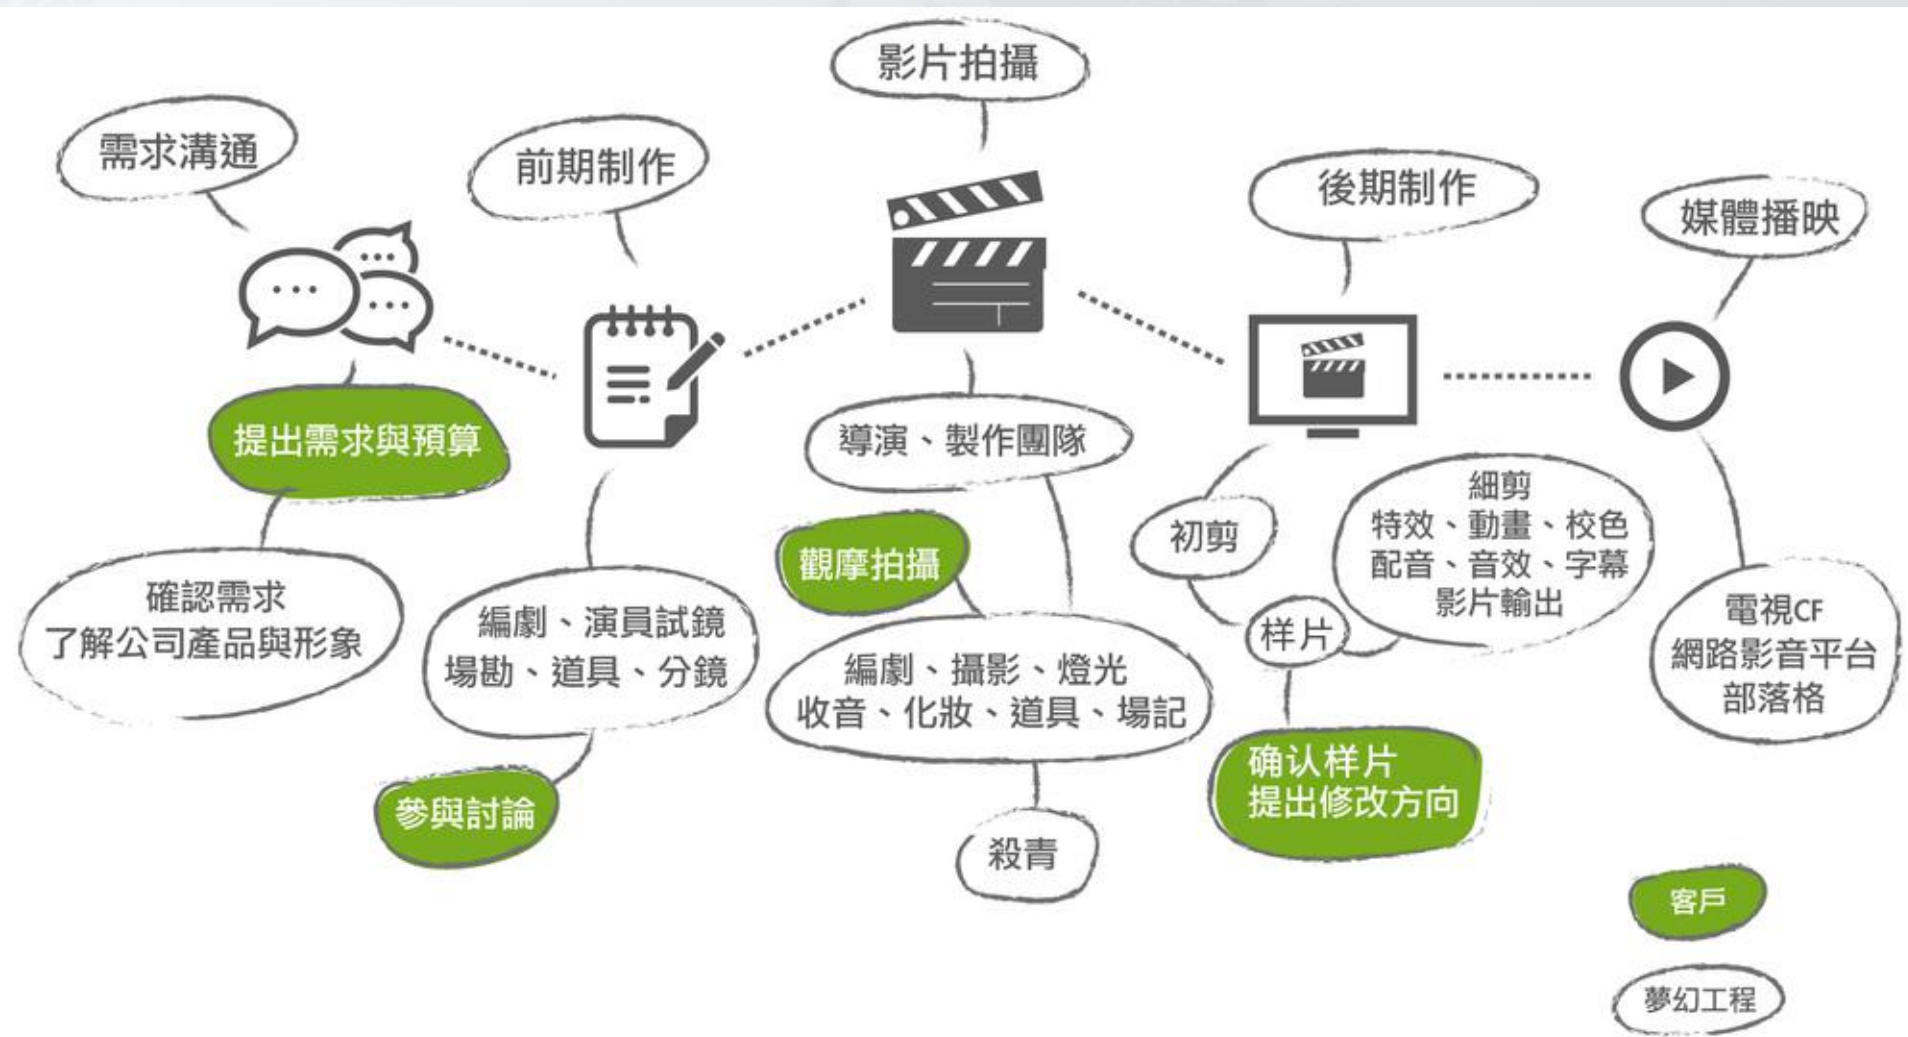 需求溝通
提出需求與預算
確認需求
了解公司產品與形象
前期制作
編劇、演員試鏡
場勘、道具、分鏡
參與討論
影片拍攝
導演、製作團隊
觀摩拍攝
編劇、攝影、燈光
收音、化妝、道具、場記
殺青
後期制作
初剪
样片
細剪
特效、動畫、校色
配音、音效、字幕
影片輸出
确认样片
提出修改方向
媒體播映
電視CF
網路影音平台
部落格
客戶
夢幻工程